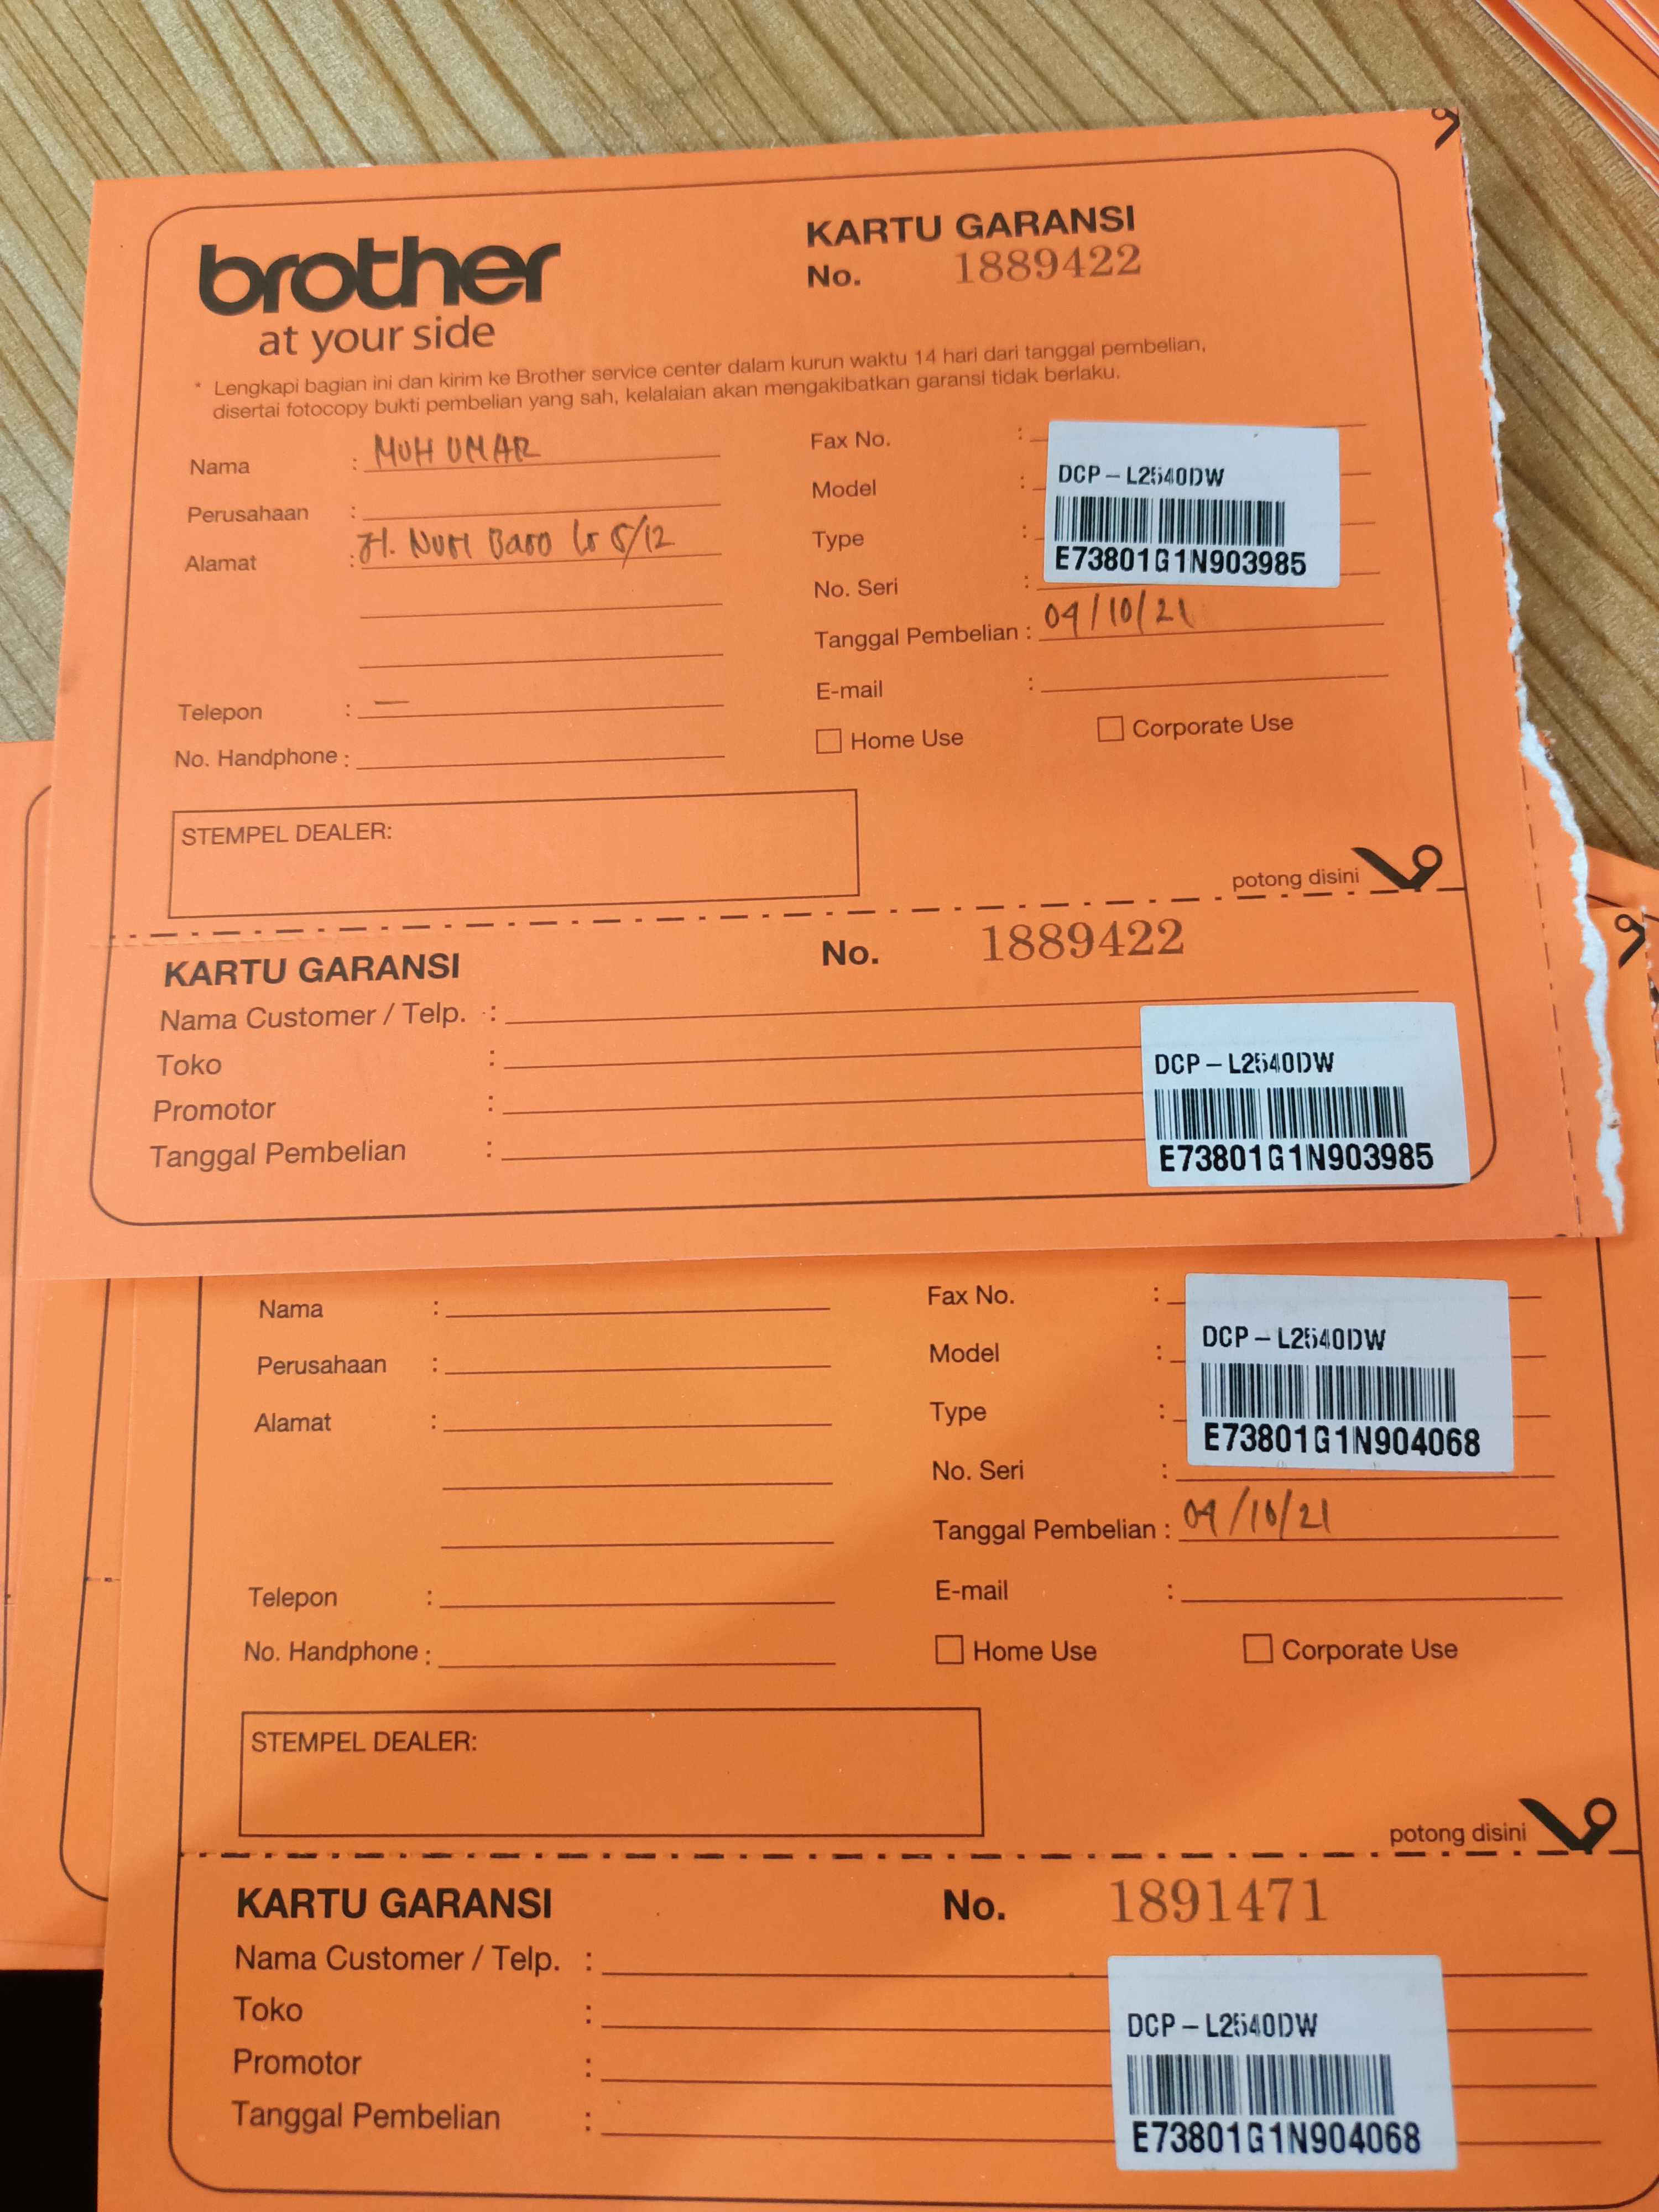 brother
at your side
KARTU GARANSI
No. 1889422
* Lengkapi bagian ini dan kirim ke Brother service center dalam kurun waktu 14 hari dari tanggal pembelian,
disertai fotocopy bukti pembelian yang sah, kelalaian akan mengakibatkan garansi tidak berlaku.
Nama : MUH UMAR
Perusahaan :
Alamat : Jl. Nuri Baso Lr 5/12
Telepon : —
No. Handphone :
Fax No. :
Model :
DCP-L2540DW
Type :
E73801G1N903985
No. Seri :
Tanggal Pembelian : 04/10/21
E-mail :
Home Use Corporate Use
STEMPEL DEALER:
potong disini
KARTU GARANSI No. 1889422
Nama Customer / Telp. :
Toko :
Promotor :
Tanggal Pembelian :
DCP-L2540DW
E73801G1N903985
Nama :
Perusahaan :
Alamat :
Telepon :
No. Handphone :
Fax No. :
Model :
DCP-L2540DW
Type :
E73801G1N904068
No. Seri :
Tanggal Pembelian : 04/10/21
E-mail :
Home Use Corporate Use
STEMPEL DEALER:
potong disini
KARTU GARANSI No. 1891471
Nama Customer / Telp. :
Toko :
Promotor :
Tanggal Pembelian :
DCP-L2540DW
E73801G1N904068